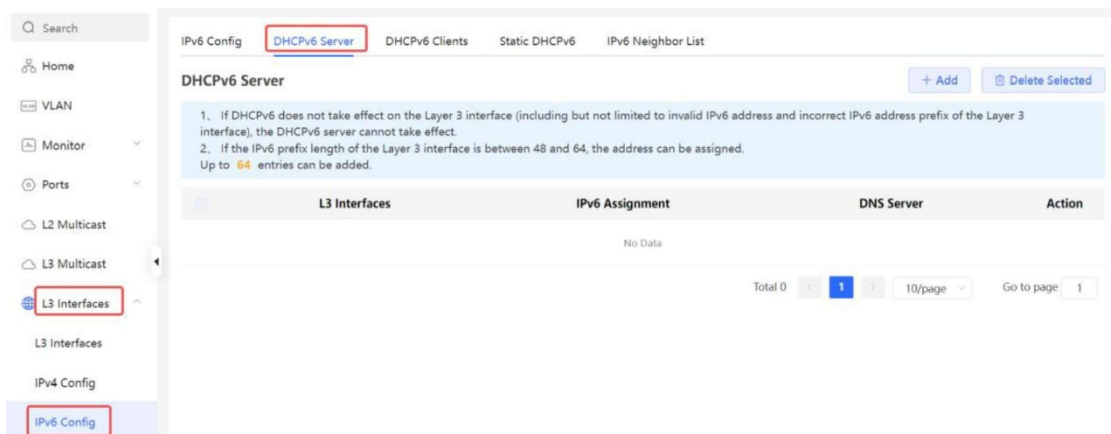 Search
Home
VLAN
Monitor
Ports
L2 Multicast
L3 Multicast
L3 Interfaces
L3 Interfaces
IPv4 Config
IPv6 Config
IPv6 Config DHCPv6 Server DHCPv6 Clients Static DHCPv6 IPv6 Neighbor List
DHCPv6 Server
+ Add Delete Selected
1、 If DHCPv6 does not take effect on the Layer 3 interface (including but not limited to invalid IPv6 address and incorrect IPv6 address prefix of the Layer 3
interface), the DHCPv6 server cannot take effect.
2、 If the IPv6 prefix length of the Layer 3 interface is between 48 and 64, the address can be assigned.
Up to 64 entries can be added.
L3 Interfaces IPv6 Assignment DNS Server Action
No Data
Total 0 < 1 > 10/page Go to page 1